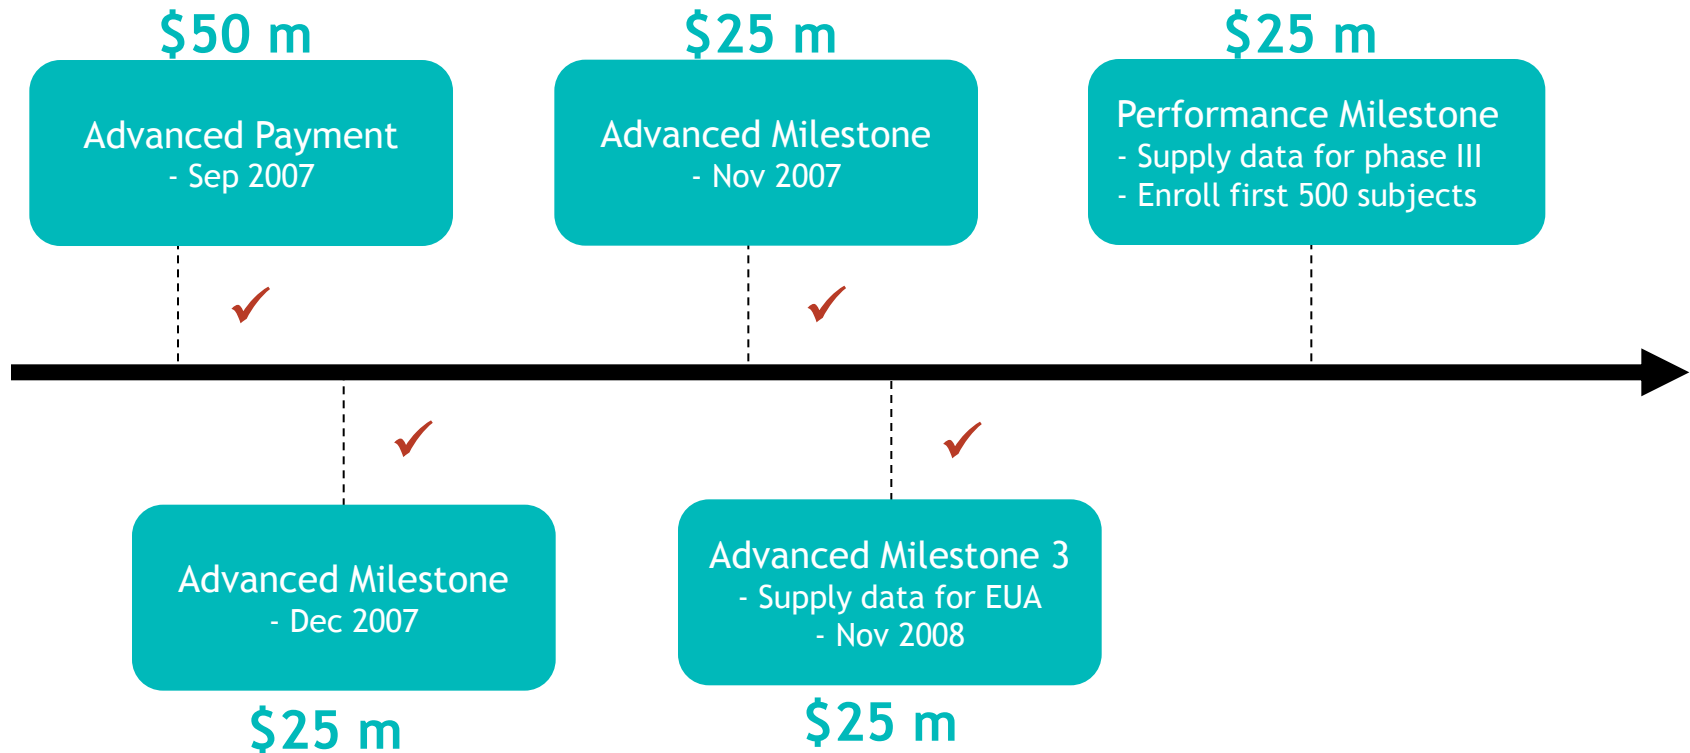 $50 m
Advanced Payment
- Sep 2007
$25 m
Advanced Milestone
- Nov 2007
$25 m
Performance Milestone
- Supply data for phase III
- Enroll first 500 subjects
Advanced Milestone
- Dec 2007
$25 m
Advanced Milestone 3
- Supply data for EUA
- Nov 2008
$25 m